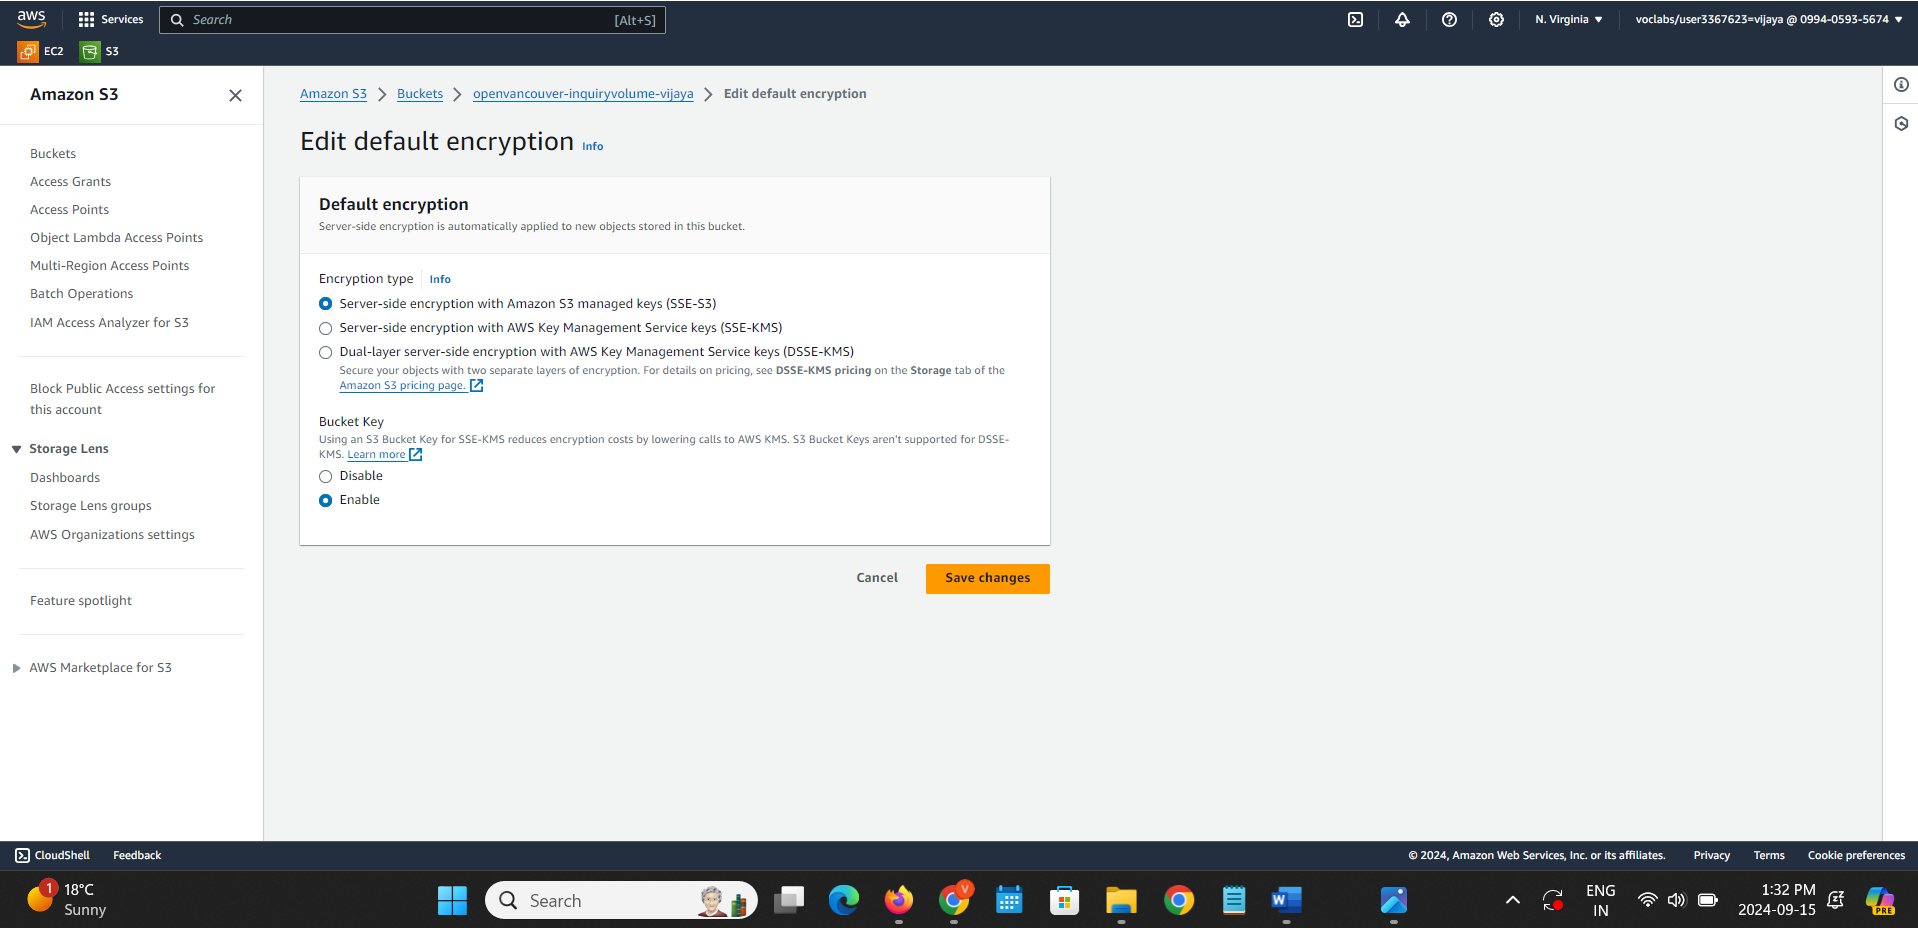 aws
Services
Search
[Alt+S]
N. Virginia
voclabs/user3367623=vijaya @ 0994-0593-5674
EC2
S3
Amazon S3
Buckets
Access Grants
Access Points
Object Lambda Access Points
Multi-Region Access Points
Batch Operations
IAM Access Analyzer for S3
Block Public Access settings for
this account
Storage Lens
Dashboards
Storage Lens groups
AWS Organizations settings
Feature spotlight
AWS Marketplace for S3
Amazon S3 > Buckets > openvancouver-inquiryvolume-vijaya > Edit default encryption
Edit default encryption Info
Default encryption
Server-side encryption is automatically applied to new objects stored in this bucket.
Encryption type Info
Server-side encryption with Amazon S3 managed keys (SSE-S3)
Server-side encryption with AWS Key Management Service keys (SSE-KMS)
Dual-layer server-side encryption with AWS Key Management Service keys (DSSE-KMS)
Secure your objects with two separate layers of encryption. For details on pricing, see DSSE-KMS pricing on the Storage tab of the
Amazon S3 pricing page.
Bucket Key
Using an S3 Bucket Key for SSE-KMS reduces encryption costs by lowering calls to AWS KMS. S3 Bucket Keys aren't supported for DSSE-
KMS. Learn more
Disable
Enable
Cancel
Save changes
CloudShell
Feedback
© 2024, Amazon Web Services, Inc. or its affiliates.
Privacy
Terms
Cookie preferences
1
18°C
Sunny
Search
V
W
ENG
IN
1:32 PM
2024-09-15
PRE